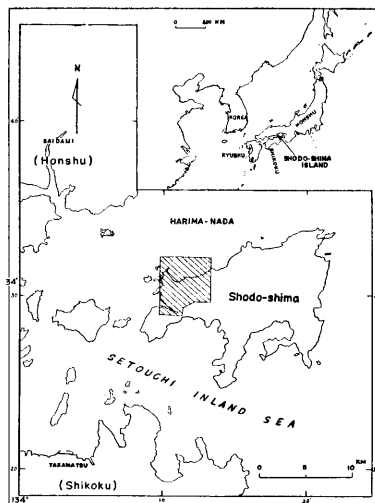 0 400 KM
N
KOREA
HONSHU
KYUSHU
SHIKOKU
SHODO-SHIMA
ISLAND
40
SAIDAIJI
(Honshu)
HARIMA-NADA
34°
30
Shodo-shima
SETOUCHI INLAND SEA
TAKAMATSU
(Shikoku)
20
134°
10
20
0 5 10
KM